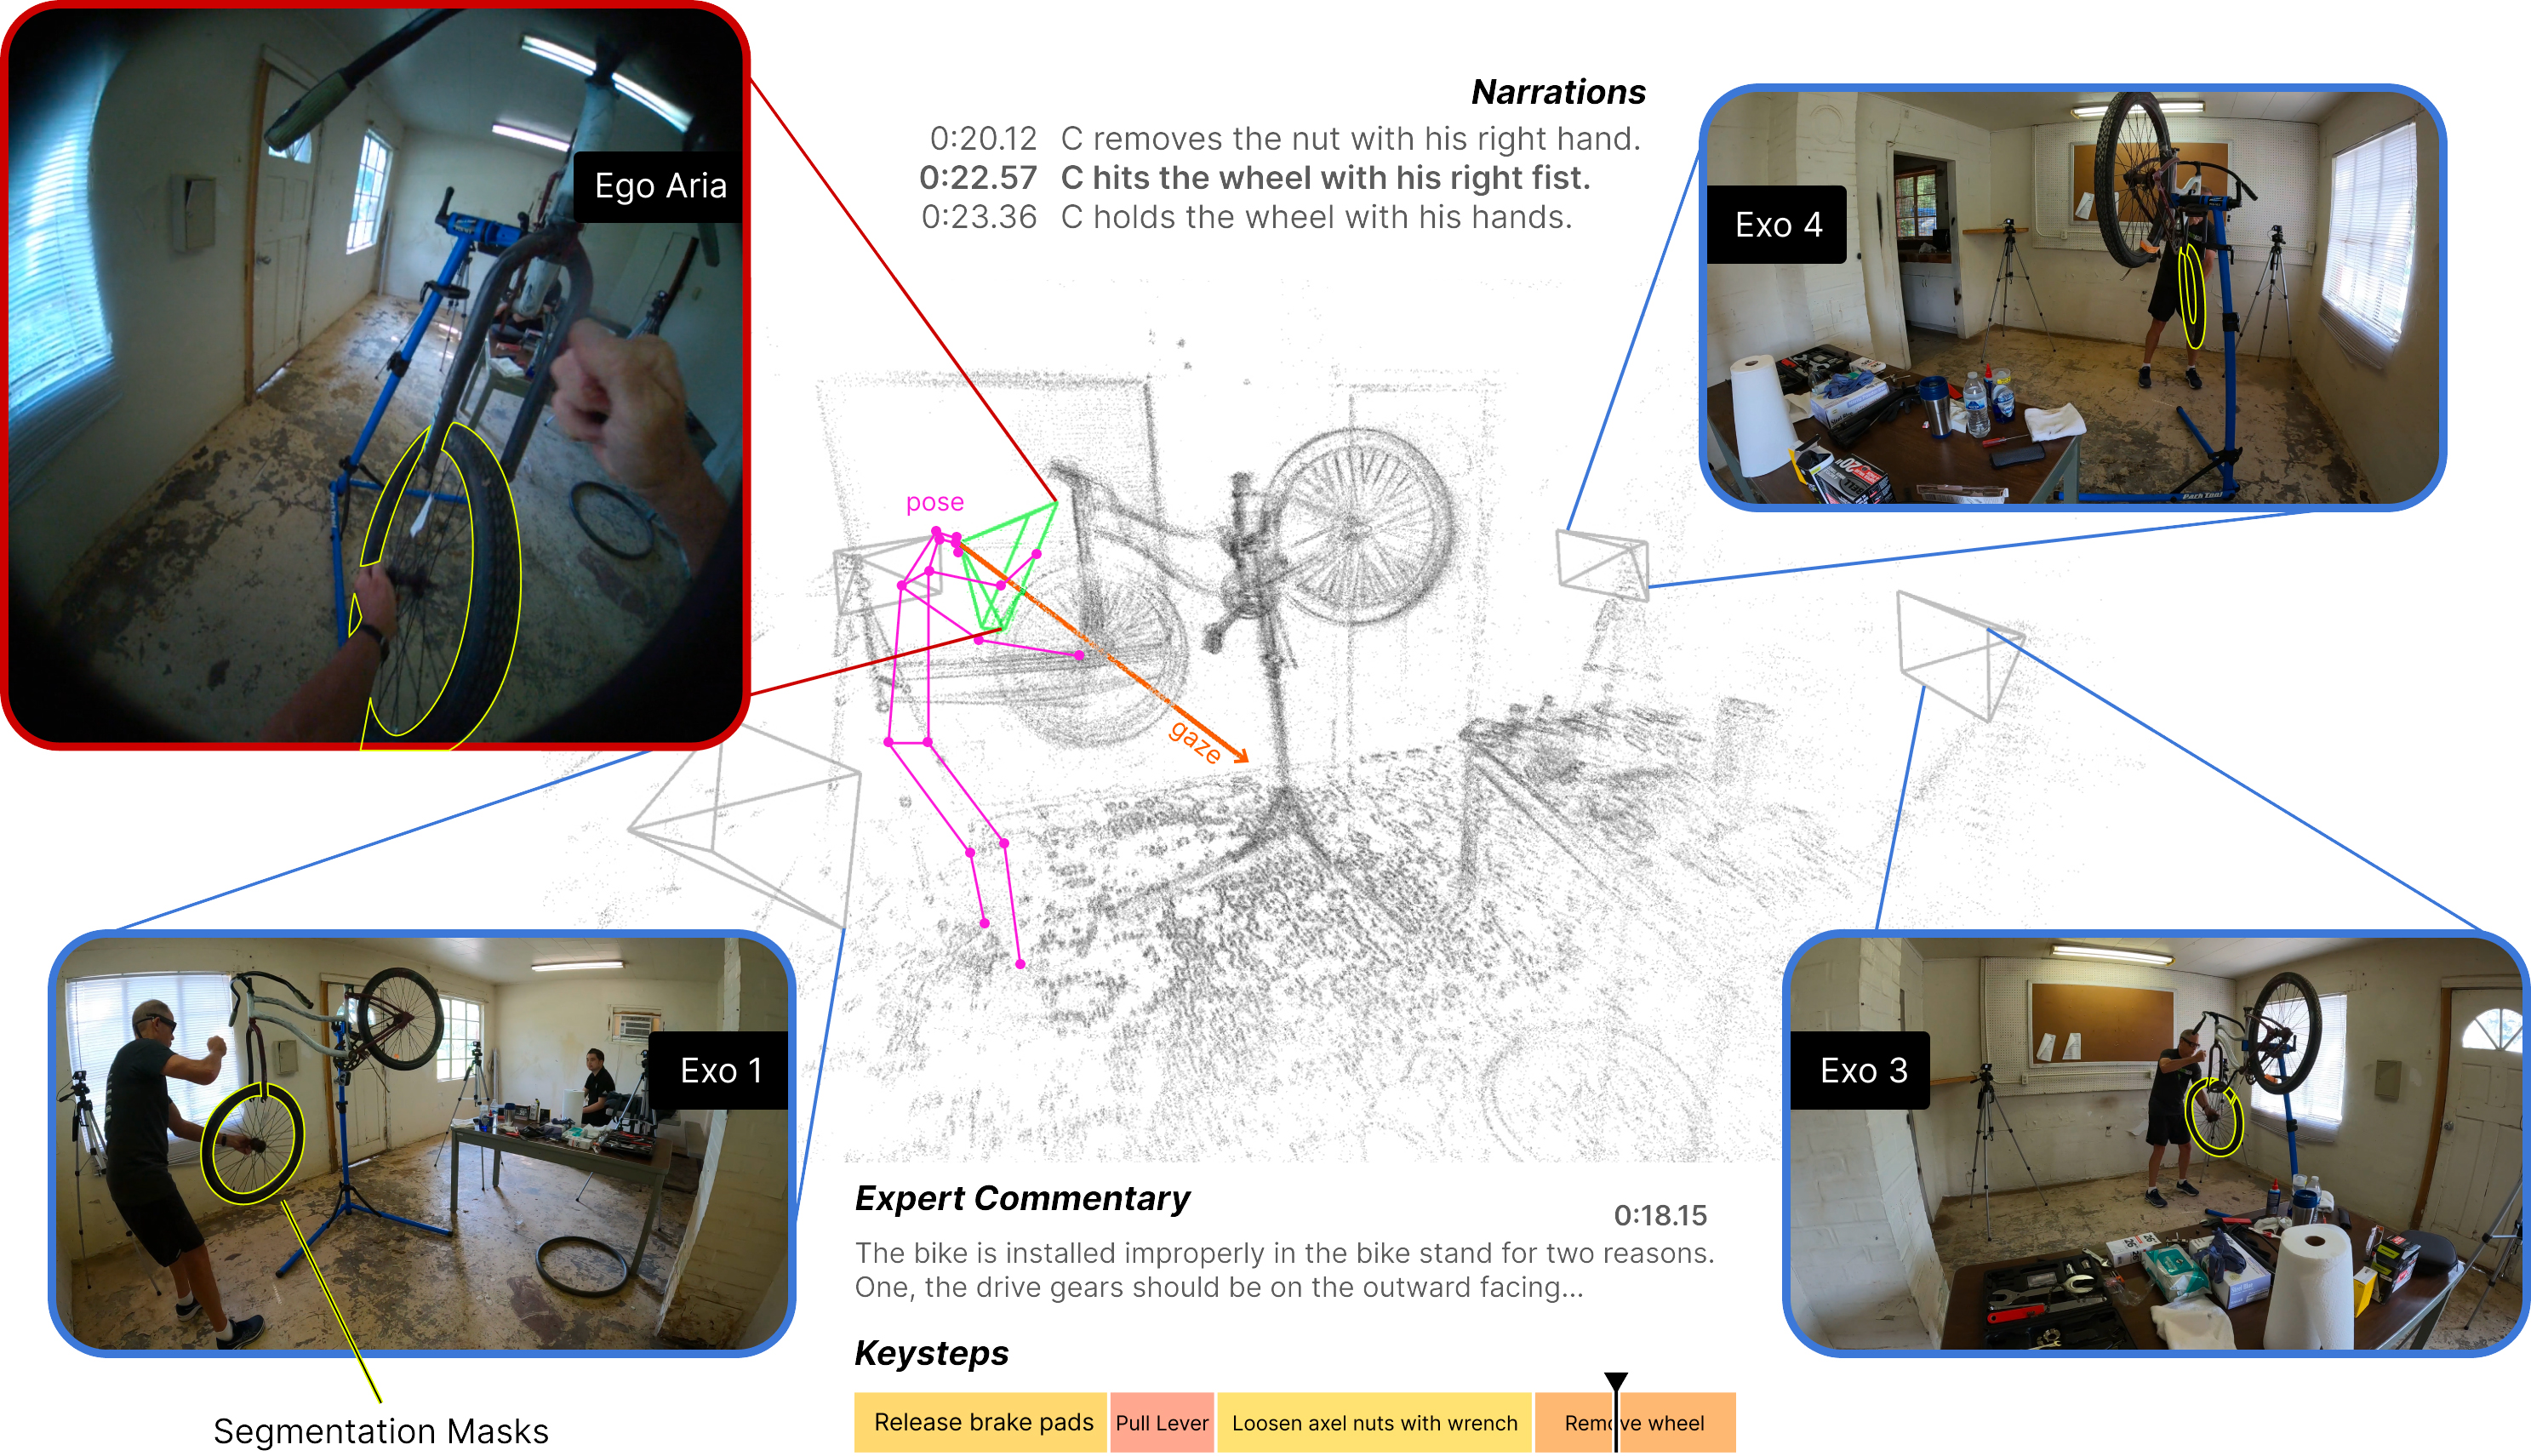 Ego Aria
Narrations
0:20.12 C removes the nut with his right hand.
0:22.57 C hits the wheel with his right fist.
0:23.36 C holds the wheel with his hands.
Exo 4
Park Tool
pose
gaze
Exo 1
Exo 3
Segmentation Masks
Expert Commentary
0:18.15
The bike is installed improperly in the bike stand for two reasons.
One, the drive gears should be on the outward facing...
Keysteps
Release brake pads
Pull Lever
Loosen axel nuts with wrench
Remove wheel